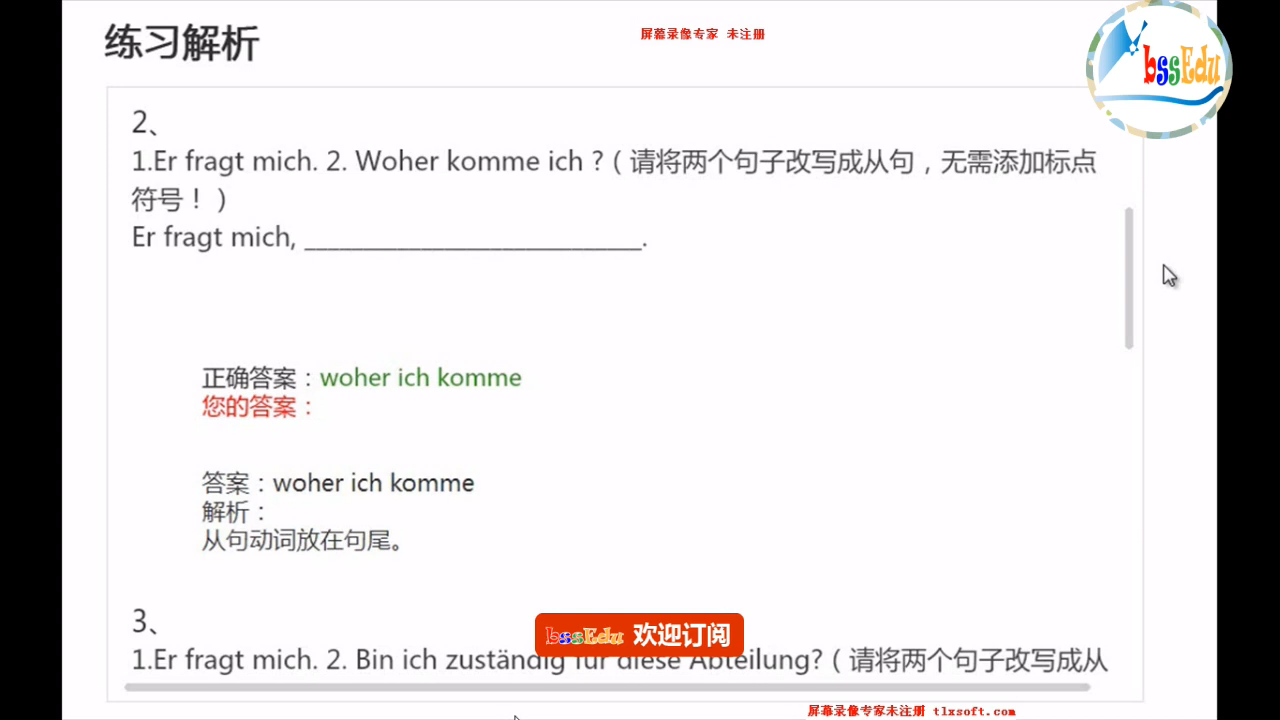 屏幕录像专家 未注册
练习解析
bssEdu
2、
1.Er fragt mich. 2. Woher komme ich ?（请将两个句子改写成从句，无需添加标点
符号！）
Er fragt mich, ____________________________.
正确答案：woher ich komme
您的答案：
答案：woher ich komme
解析：
从句动词放在句尾。
3、
bssEdu 欢迎订阅
1.Er fragt mich. 2. Bin ich zuständig für diese Abteilung?（请将两个句子改写成从
屏幕录像专家未注册 tlxsoft.com